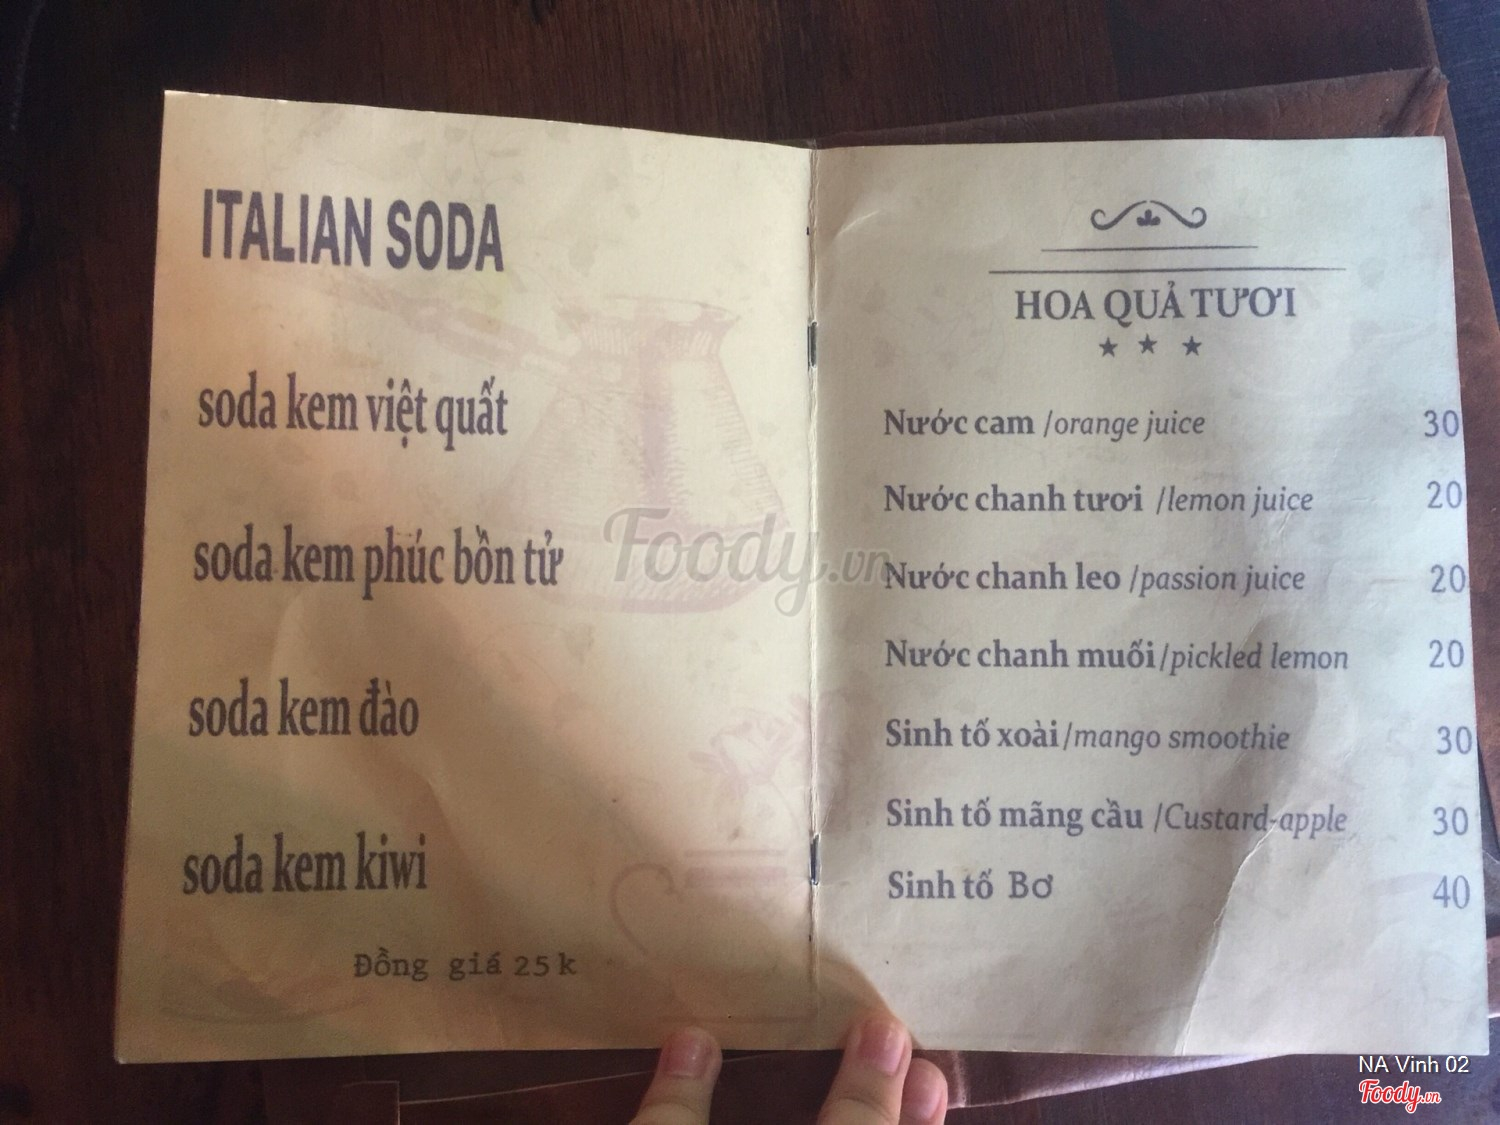 ITALIAN SODA
soda kem việt quất
soda kem phúc bồn tử
soda kem đào
soda kem kiwi
Đồng giá 25k
HOA QUẢ TƯƠI
Nước cam /orange juice 30
Nước chanh tươi /lemon juice 20
Nước chanh leo /passion juice 20
Nước chanh muối/pickled lemon 20
Sinh tố xoài/mango smoothie 30
Sinh tố mãng cầu /Custard-apple 30
Sinh tố Bơ 40
Foody.vn
NA Vinh 02
Foody.vn